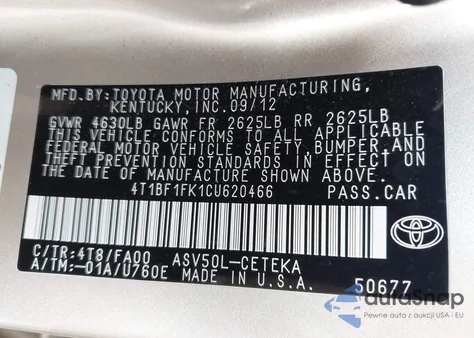 MFD.BY: TOYOTA MOTOR MANUFACTURING,
KENTUCKY, INC. 09/12
GVWR 4630LB GAWR FR 2625LB RR 2625LB
THIS VEHICLE CONFORMS TO ALL APPLICABLE
FEDERAL MOTOR VEHICLE SAFETY, BUMPER, AND
THEFT PREVENTION STANDARDS IN EFFECT ON
THE DATE OF MANUFACTURE SHOWN ABOVE.
4T1BF1FK1CU620466 PASS.CAR
C/TR: 4T8/FA00 ASV50L-CETEKA
A/TM: -01A/U760E MADE IN U.S.A.
TOYOTA
50677
autaSnap
Pewne auta z aukcji USA - EU